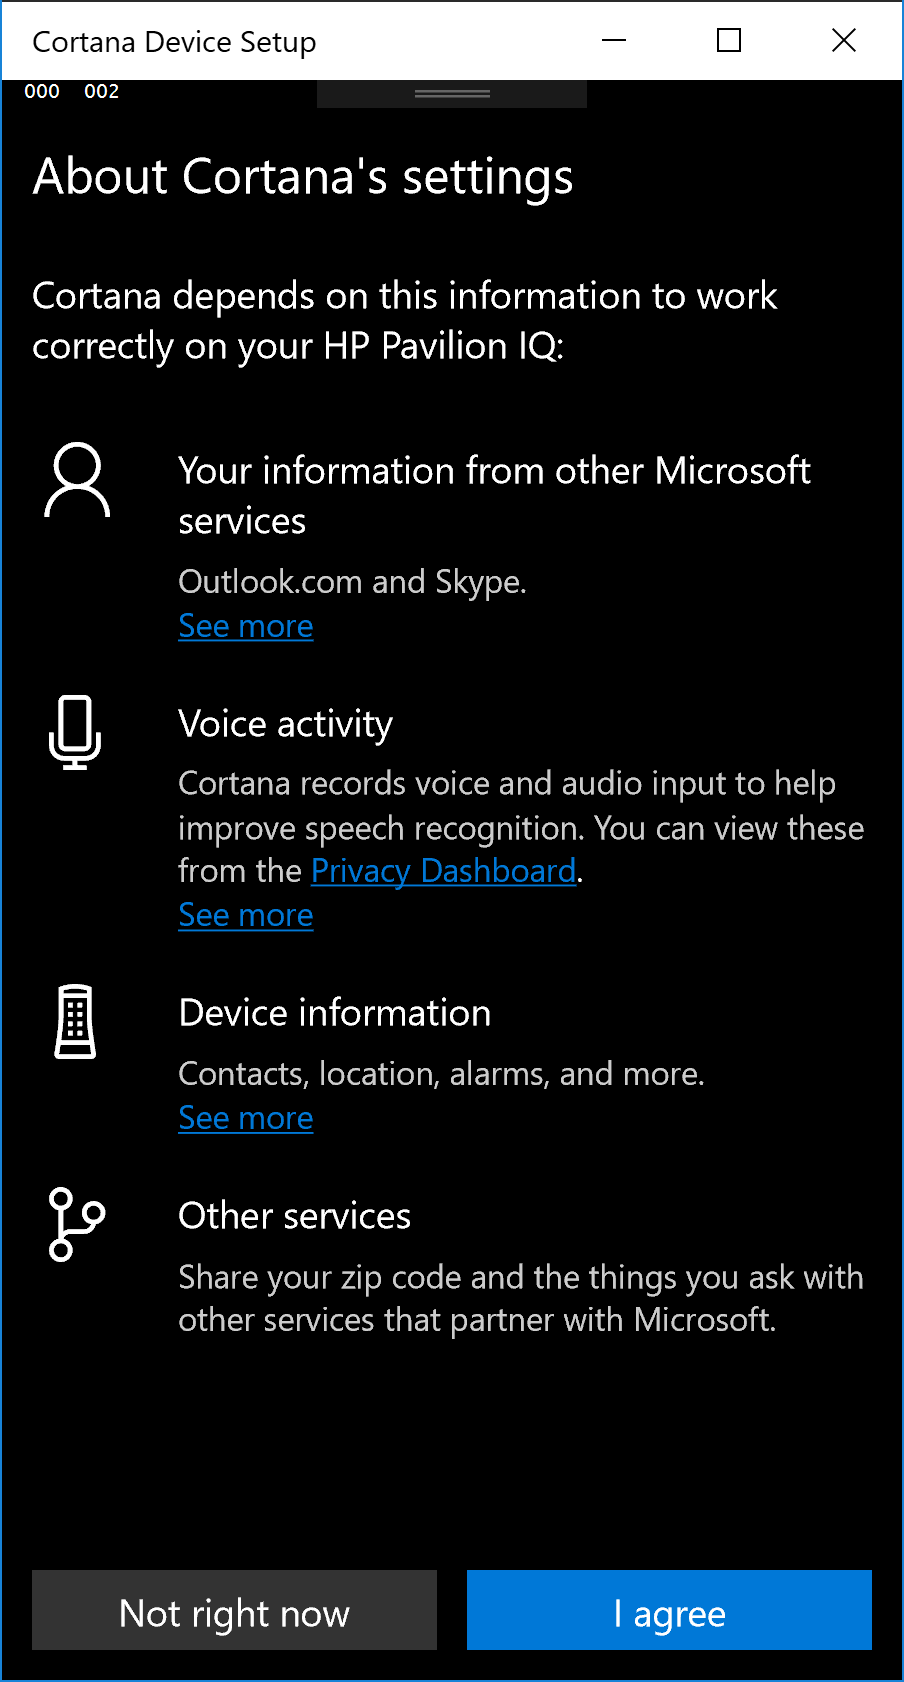 Cortana Device Setup
000 002
About Cortana's settings
Cortana depends on this information to work
correctly on your HP Pavilion IQ:
Your information from other Microsoft
services
Outlook.com and Skype.
See more
Voice activity
Cortana records voice and audio input to help
improve speech recognition. You can view these
from the Privacy Dashboard.
See more
Device information
Contacts, location, alarms, and more.
See more
Other services
Share your zip code and the things you ask with
other services that partner with Microsoft.
Not right now
I agree